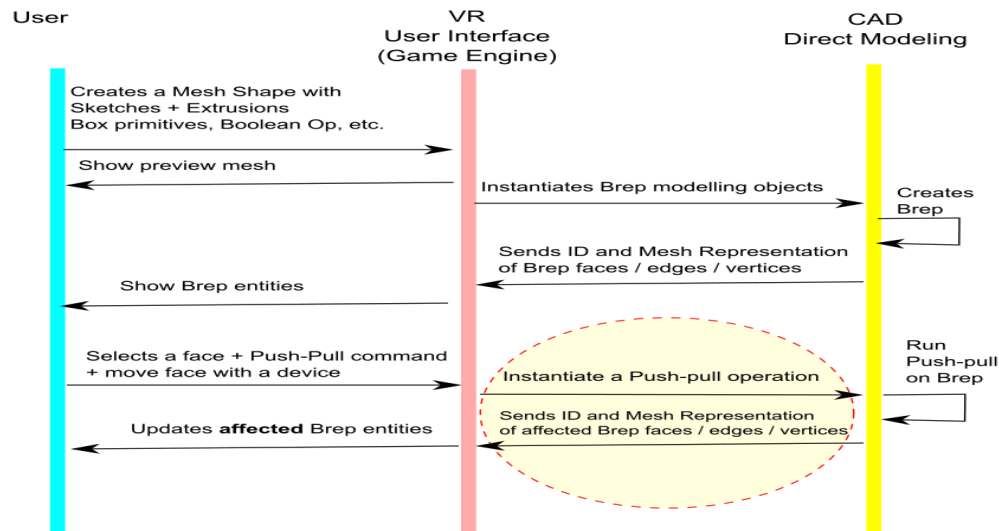 User
VR
User Interface
(Game Engine)
CAD
Direct Modeling
Creates a Mesh Shape with
Sketches + Extrusions
Box primitives, Boolean Op, etc.
Show preview mesh
Instantiates Brep modelling objects
Creates
Brep
Sends ID and Mesh Representation
of Brep faces / edges / vertices
Show Brep entities
Selects a face + Push-Pull command
+ move face with a device
Instantiate a Push-pull operation
Run
Push-pull
on Brep
Sends ID and Mesh Representation
of affected Brep faces / edges / vertices
Updates affected Brep entities